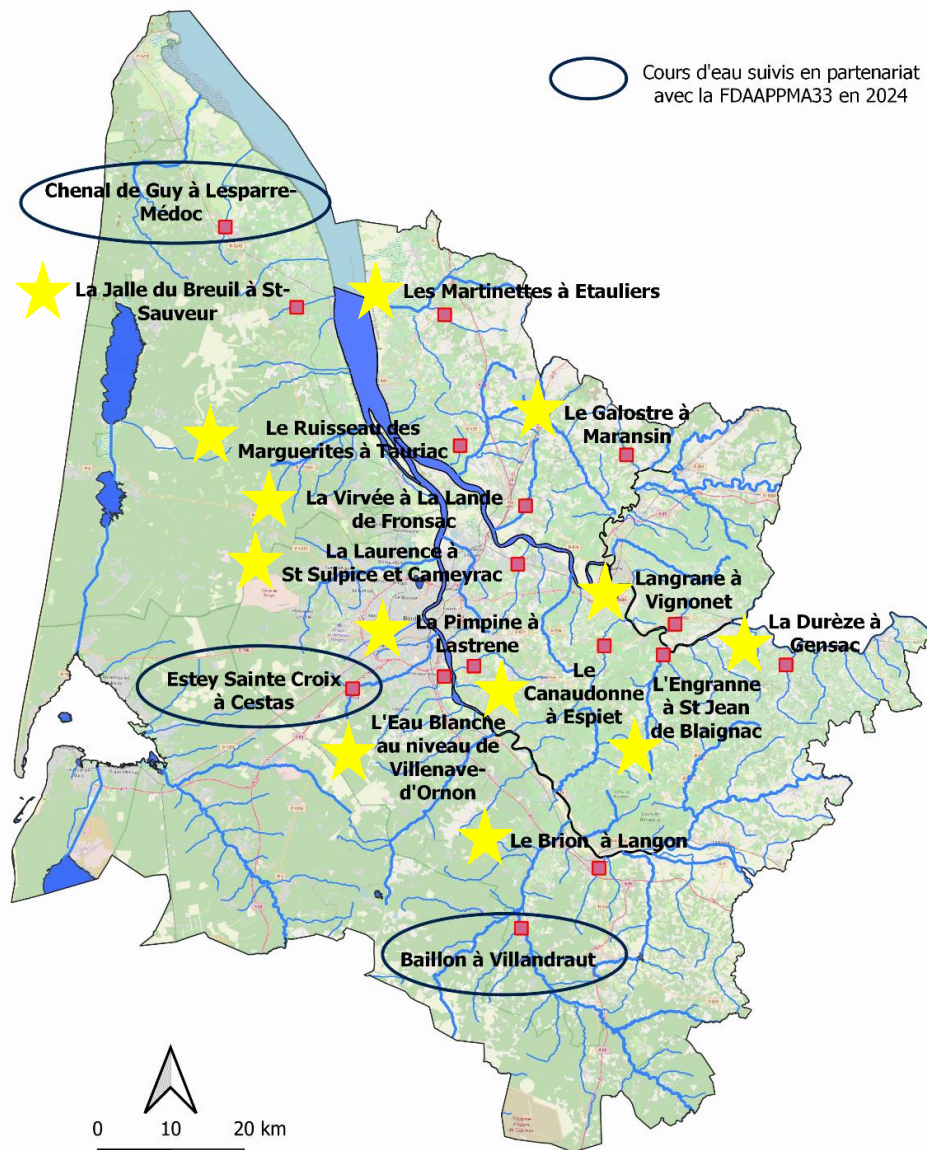 Cours d'eau suivis en partenariat
avec la FDAAPPMA33 en 2024
Chenal de Guy à Lesparre-
Médoc
La Jalle du Breuil à St-
Sauveur
Les Martinettes à Etauliers
Le Galostre à
Maransin
Le Ruisseau des
Marguerites à Tauriac
La Virvée à La Lande
de Fronsac
La Laurence à
St Sulpice et Cameyrac
Langrane à
Vignonet
La Durèze à
Gensac
La Pimpine à
Lastrene
Le
Canaudonne
à Espiet
L'Engranne
à St Jean
de Blaignac
Estey Sainte Croix
à Cestas
L'Eau Blanche
au niveau de
Villenave-
d'Ornon
Le Brion à Langon
Baillon à Villandraut
0 10 20 km